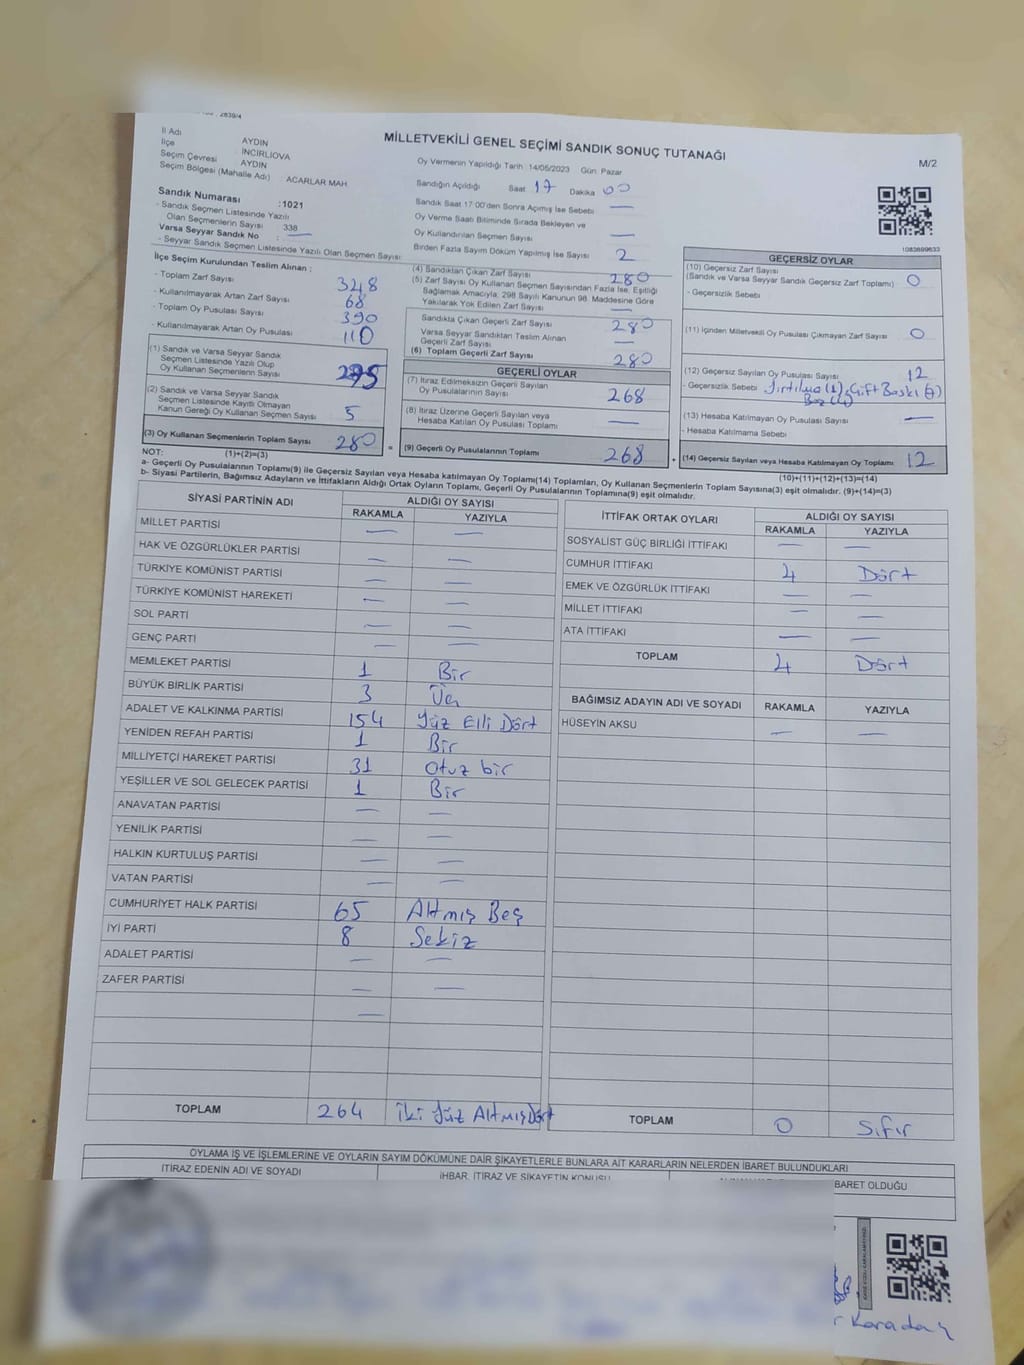 2839/4
MİLLETVEKİLİ GENEL SEÇİMİ SANDIK SONUÇ TUTANAĞI
M/2
İl Adı AYDIN
İlçe İNCİRLİOVA
Seçim Çevresi AYDIN
Seçim Bölgesi (Mahalle Adı) ACARLAR MAH
Sandık Numarası :1021
- Sandık Seçmen Listesinde Yazılı
Olan Seçmenlerin Sayısı 338
Varsa Seyyar Sandık No : —
- Seyyar Sandık Seçmen Listesinde Yazılı Olan Seçmen Sayısı
Oy Vermenin Yapıldığı Tarih :14/05/2023 Gün: Pazar
Sandığın Açıldığı Saat 17 Dakika 00
Sandık Saat 17:00'den Sonra Açılmış İse Sebebi —
Oy Verme Saati Bitiminde Sırada Bekleyen ve
Oy Kullandırılan Seçmen Sayısı —
Birden Fazla Sayım Döküm Yapılmış İse Sayısı 2
1083699633
İlçe Seçim Kurulundan Teslim Alınan :
- Toplam Zarf Sayısı 348
- Kullanılmayarak Artan Zarf Sayısı 68
- Toplam Oy Pusulası Sayısı 390
- Kullanılmayarak Artan Oy Pusulası 110
(1) Sandık ve Varsa Seyyar Sandık
Seçmen Listesinde Yazılı Olup
Oy Kullanan Seçmenlerin Sayısı
(2) Sandık ve Varsa Seyyar Sandık
Seçmen Listesinde Kayıtlı Olmayan
Kanun Gereği Oy Kullanan Seçmen Sayısı 5
(3) Oy Kullanan Seçmenlerin Toplam Sayısı 280 =
(4) Sandıktan Çıkan Zarf Sayısı 280
(5) Zarf Sayısı Oy Kullanan Seçmen Sayısından Fazla İse, Eşitliği
Sağlamak Amacıyla; 298 Sayılı Kanunun 98. Maddesine Göre
Yakılarak Yok Edilen Zarf Sayısı —
Sandıkta Çıkan Geçerli Zarf Sayısı 280
Varsa Seyyar Sandıktan Teslim Alınan
Geçerli Zarf Sayısı —
(6) Toplam Geçerli Zarf Sayısı 280
GEÇERLİ OYLAR
(7) İtiraz Edilmeksizin Geçerli Sayılan
Oy Pusulalarının Sayısı 268
(8) İtiraz Üzerine Geçerli Sayılan veya
Hesaba Katılan Oy Pusulası Toplamı —
(9) Geçerli Oy Pusulalarının Toplamı 268 +
GEÇERSİZ OYLAR
(10) Geçersiz Zarf Sayısı
(Sandık ve Varsa Seyyar Sandık Geçersiz Zarf Toplamı) 0
- Geçersizlik Sebebi
(11) İçinden Milletvekili Oy Pusulası Çıkmayan Zarf Sayısı 0
(12) Geçersiz Sayılan Oy Pusulası Sayısı 12
- Geçersizlik Sebebi Yırtılma(1), Çift Baskı (7)
Boz (4)
(13) Hesaba Katılmayan Oy Pusulası Sayısı —
- Hesaba Katılmama Sebebi
(14) Geçersiz Sayılan veya Hesaba Katılmayan Oy Toplamı 12
NOT: (1)+(2)=(3)
(10)+(11)+(12)+(13)=(14)
a- Geçerli Oy Pusulalarının Toplamı(9) ile Geçersiz Sayılan veya Hesaba katılmayan Oy Toplamı(14) Toplamları, Oy Kullanan Seçmenlerin Toplam Sayısına(3) eşit olmalıdır. (9)+(14)=(3)
b- Siyasi Partilerin, Bağımsız Adayların ve İttifakların Aldığı Ortak Oyların Toplamı, Geçerli Oy Pusulalarının Toplamına(9) eşit olmalıdır.
SİYASİ PARTİNİN ADI ALDIĞI OY SAYISI
RAKAMLA YAZIYLA
MİLLET PARTİSİ — —
HAK VE ÖZGÜRLÜKLER PARTİSİ — —
TÜRKİYE KOMÜNİST PARTİSİ — —
TÜRKİYE KOMÜNİST HAREKETİ — —
SOL PARTİ — —
GENÇ PARTİ — —
MEMLEKET PARTİSİ 1 Bir
BÜYÜK BİRLİK PARTİSİ 3 Üç
ADALET VE KALKINMA PARTİSİ 154 Yüz Elli Dört
YENİDEN REFAH PARTİSİ 1 Bir
MİLLİYETÇİ HAREKET PARTİSİ 31 Otuz bir
YEŞİLLER VE SOL GELECEK PARTİSİ 1 Bir
ANAVATAN PARTİSİ — —
YENİLİK PARTİSİ — —
HALKIN KURTULUŞ PARTİSİ — —
VATAN PARTİSİ — —
CUMHURİYET HALK PARTİSİ 65 Altmış Beş
İYİ PARTİ 8 Sekiz
ADALET PARTİSİ — —
ZAFER PARTİSİ — —
—
TOPLAM 264 iki Yüz Altmış Dört
İTTİFAK ORTAK OYLARI ALDIĞI OY SAYISI
RAKAMLA YAZIYLA
SOSYALİST GÜÇ BİRLİĞİ İTTİFAKI — —
CUMHUR İTTİFAKI 4 Dört
EMEK VE ÖZGÜRLÜK İTTİFAKI — —
MİLLET İTTİFAKI — —
ATA İTTİFAKI — —
TOPLAM 4 Dört
BAĞIMSIZ ADAYIN ADI VE SOYADI RAKAMLA YAZIYLA
HÜSEYİN AKSU — —
TOPLAM 0 Sıfır
OYLAMA İŞ VE İŞLEMLERİNE VE OYLARIN SAYIM DÖKÜMÜNE DAİR ŞİKAYETLERLE BUNLARA AİT KARARLARIN NELERDEN İBARET BULUNDUKLARI
İTİRAZ EDENİN ADI VE SOYADI
İHBAR, İTİRAZ VE ŞİKAYETİN KONUSU
İBARET OLDUĞU